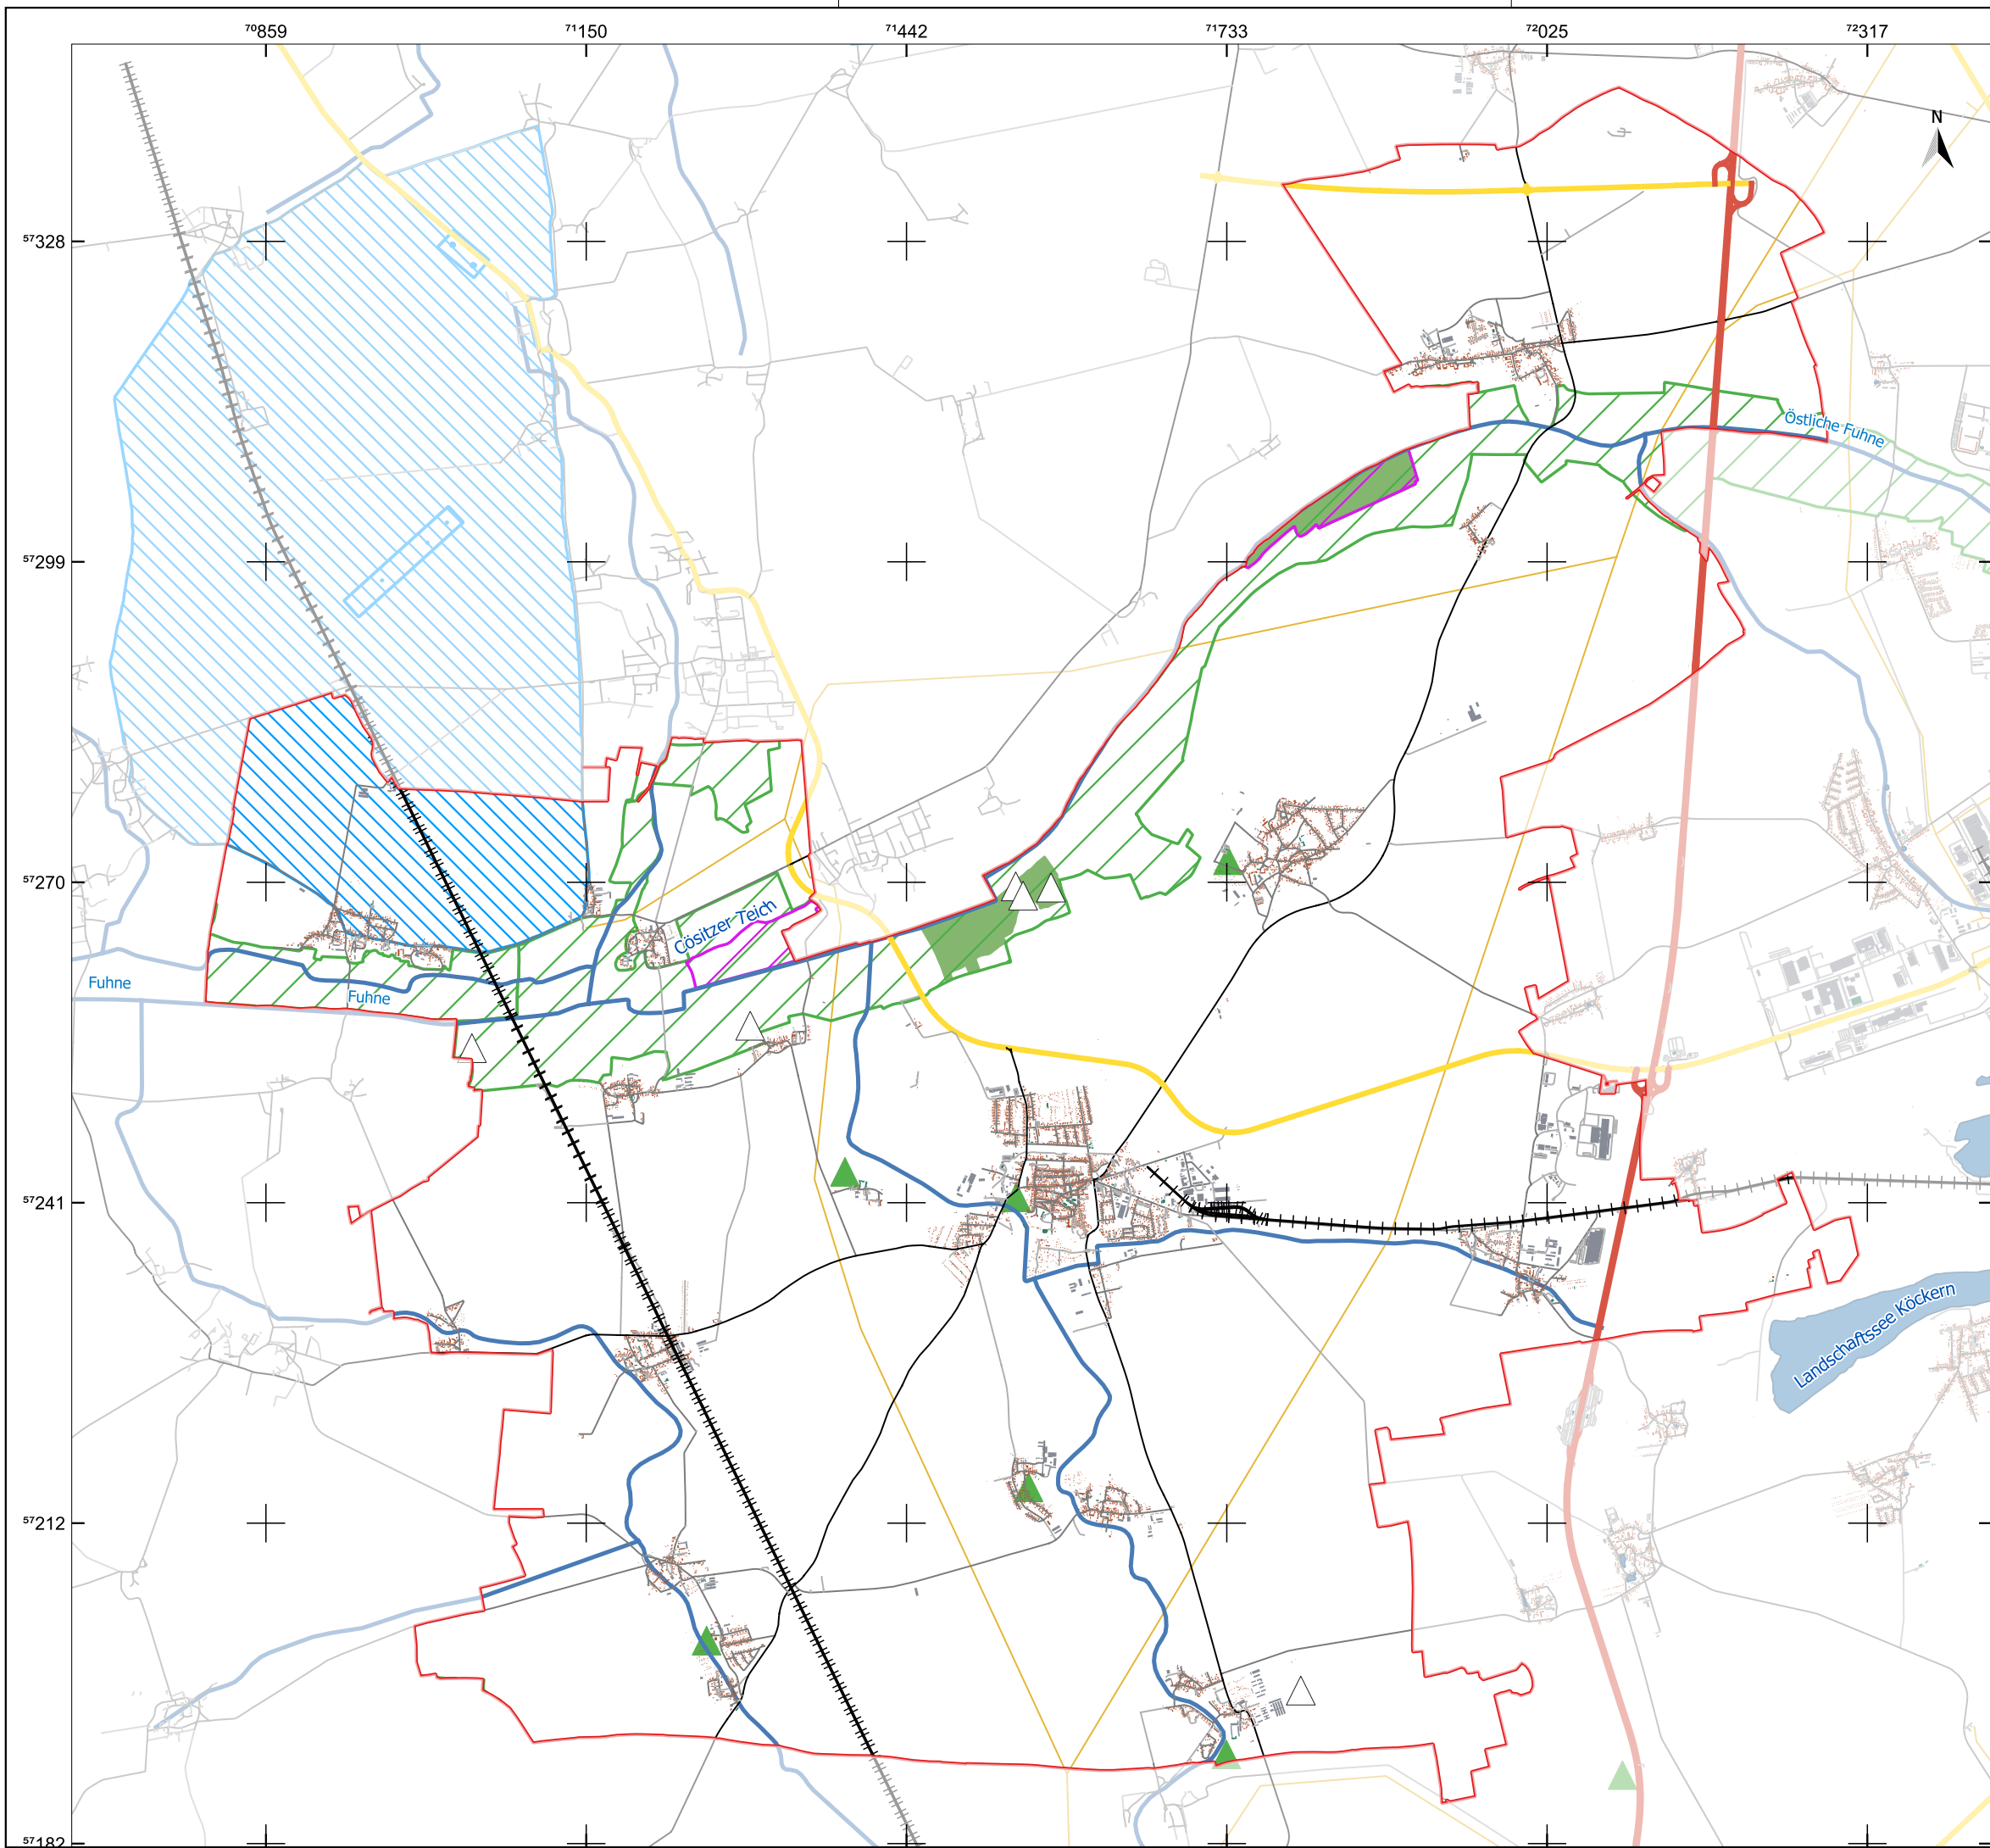 70859 71150 71442 71733 72025 72317
N
57328
Östliche Fuhne
57299
57270
Cösitzer Teich
Fuhne
Fuhne
57241
Landschaftssee Köckern
57212
57182